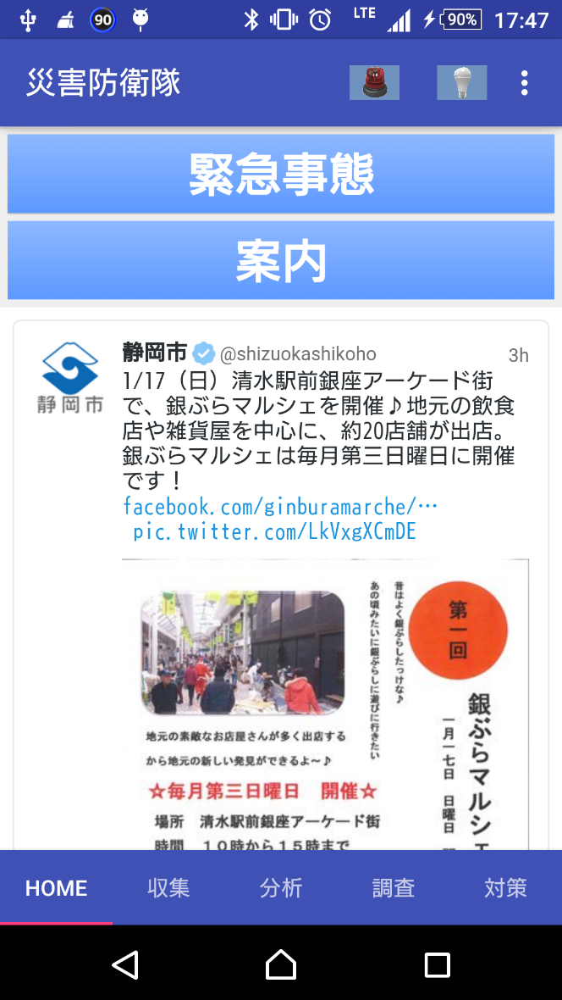 90
LTE
90%
17:47
災害防衛隊
緊急事態
案内
静岡市 @shizuokashikoho 3h
静岡市
1/17（日）清水駅前銀座アーケード街
で、銀ぶらマルシェを開催♪地元の飲食
店や雑貨屋を中心に、約20店舗が出店。
銀ぶらマルシェは毎月第三日曜日に開催
です！
facebook.com/ginburamarche/…
pic.twitter.com/LkVxgXCmDE
第一回
銀ぶらマルシェ
一月一七日 日曜日
昔はよく銀ぶらしたっけな♪
あの頃みたいに銀ぶらしに遊びに行きたい
地元の素敵なお店屋さんが多く出店する
から地元の新しい発見ができるよ～♪
☆毎月第三日曜日 開催☆
場所 清水駅前銀座アーケード街
時間 １０時から１５時まで
HOME
収集
分析
調査
対策